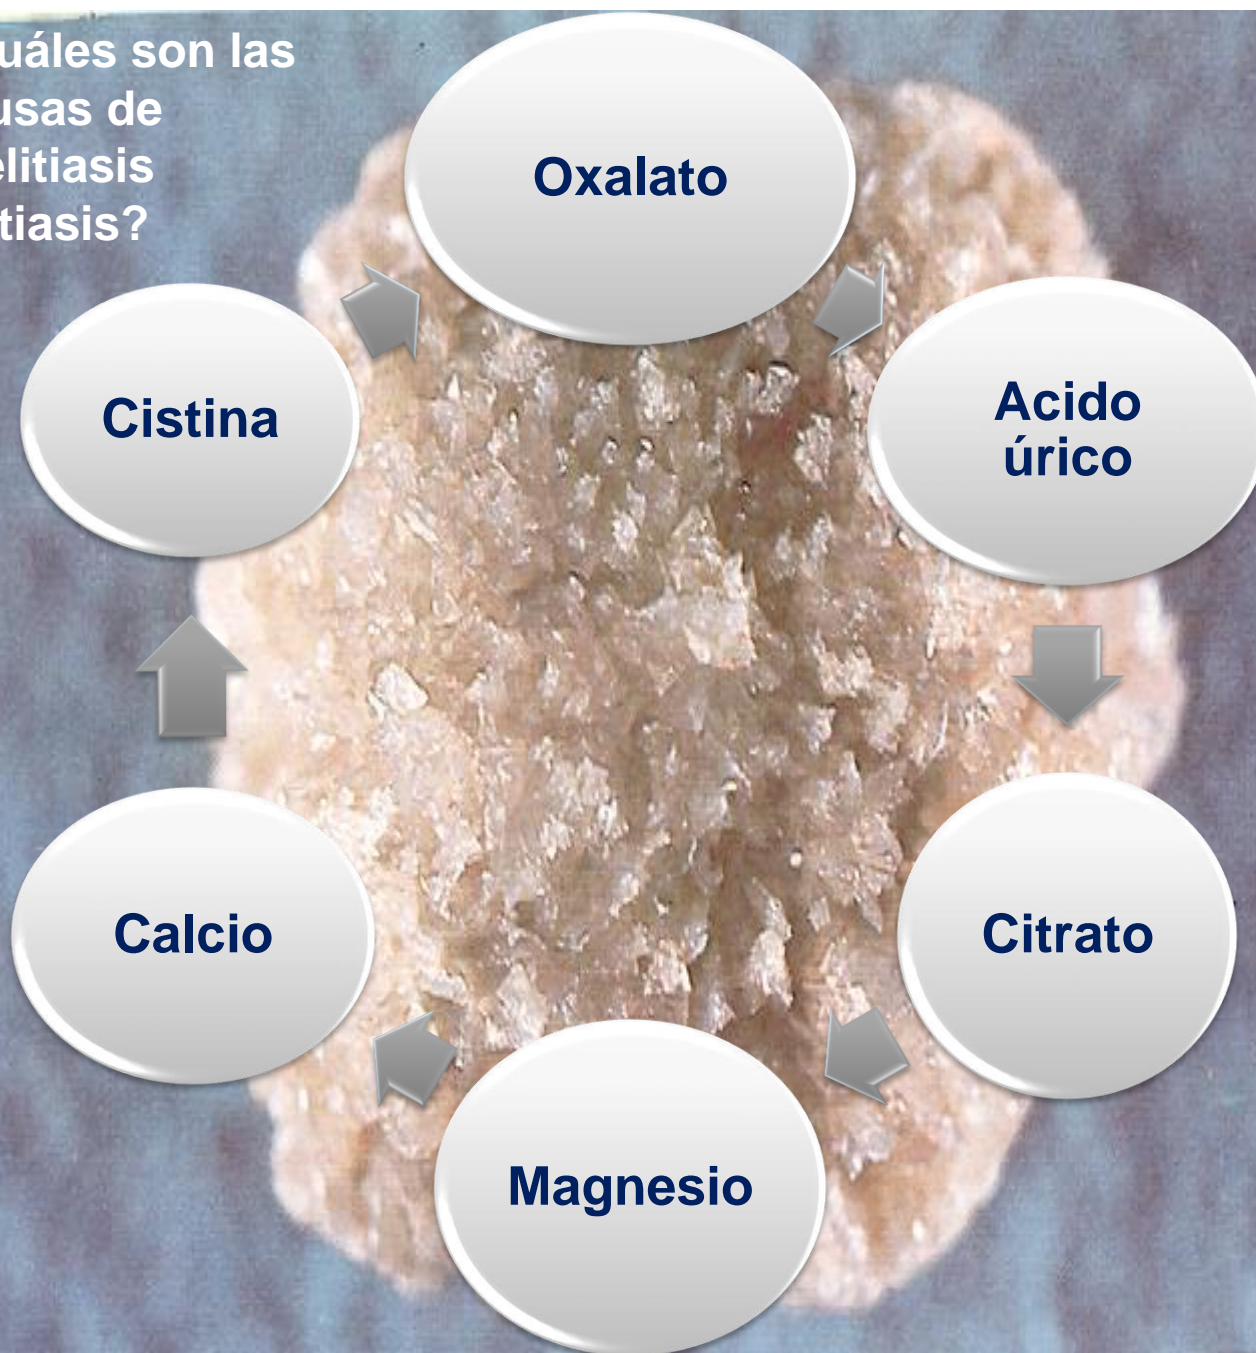 uáles son las
usas de
elitiasis
tiasis?
Oxalato
Acido
úrico
Citrato
Magnesio
Calcio
Cistina